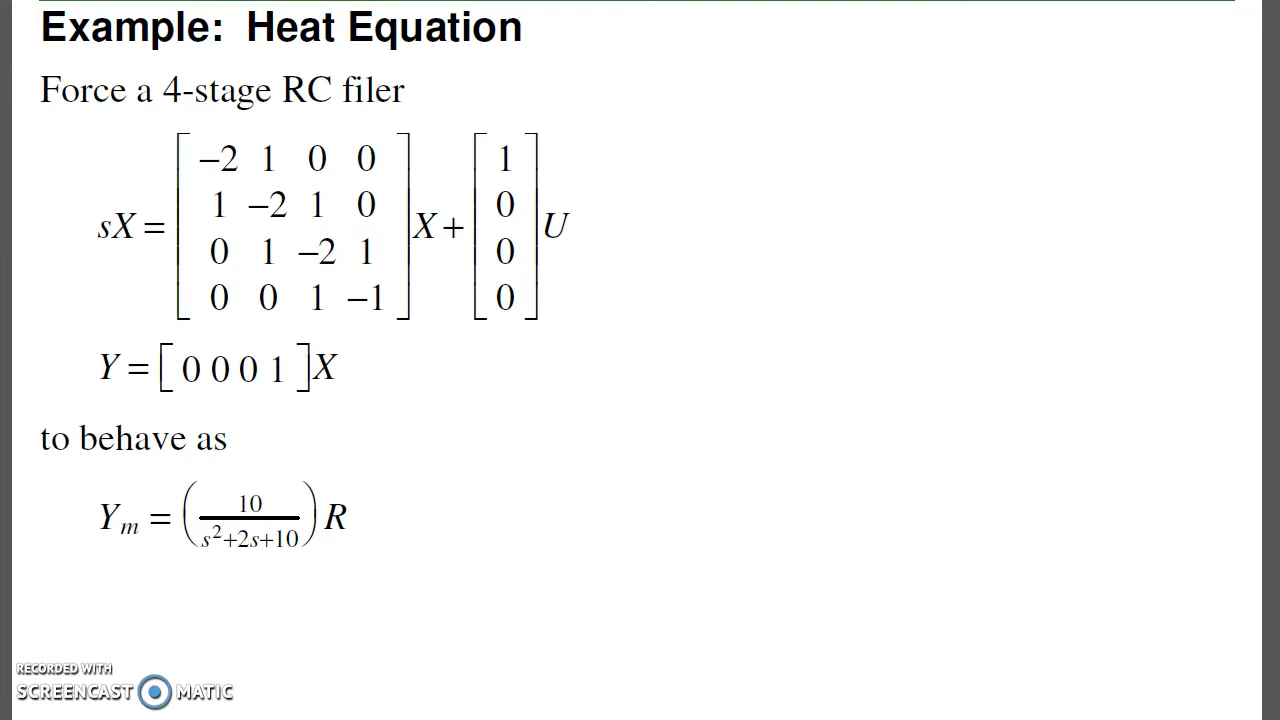 Example: Heat Equation
Force a 4-stage RC filer
sX = [ −2 1 0 0 ; 1 −2 1 0 ; 0 1 −2 1 ; 0 0 1 −1 ] X + [ 1 ; 0 ; 0 ; 0 ] U
Y = [ 0 0 0 1 ] X
to behave as
Yₘ = ( 10 / s²+2s+10 ) R
RECORDED WITH
SCREENCAST MATIC